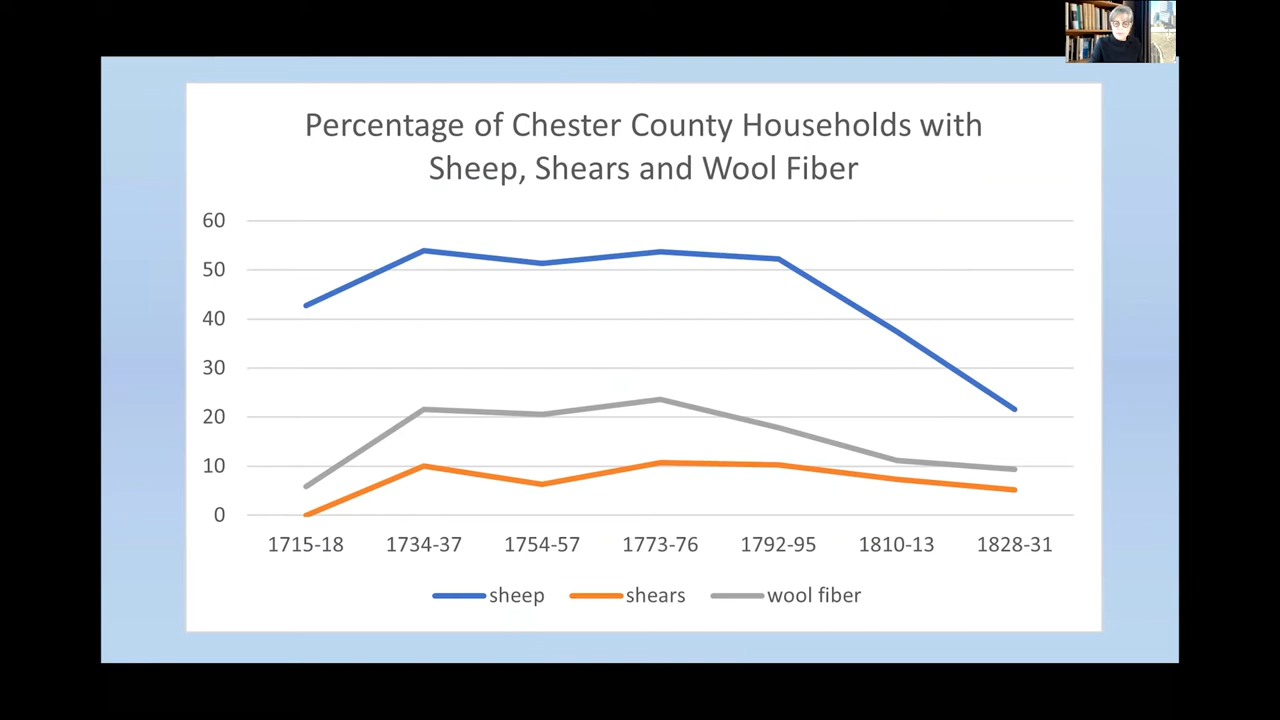 Percentage of Chester County Households with
Sheep, Shears and Wool Fiber
60
50
40
30
20
10
0
1715-18 1734-37 1754-57 1773-76 1792-95 1810-13 1828-31
sheep shears wool fiber